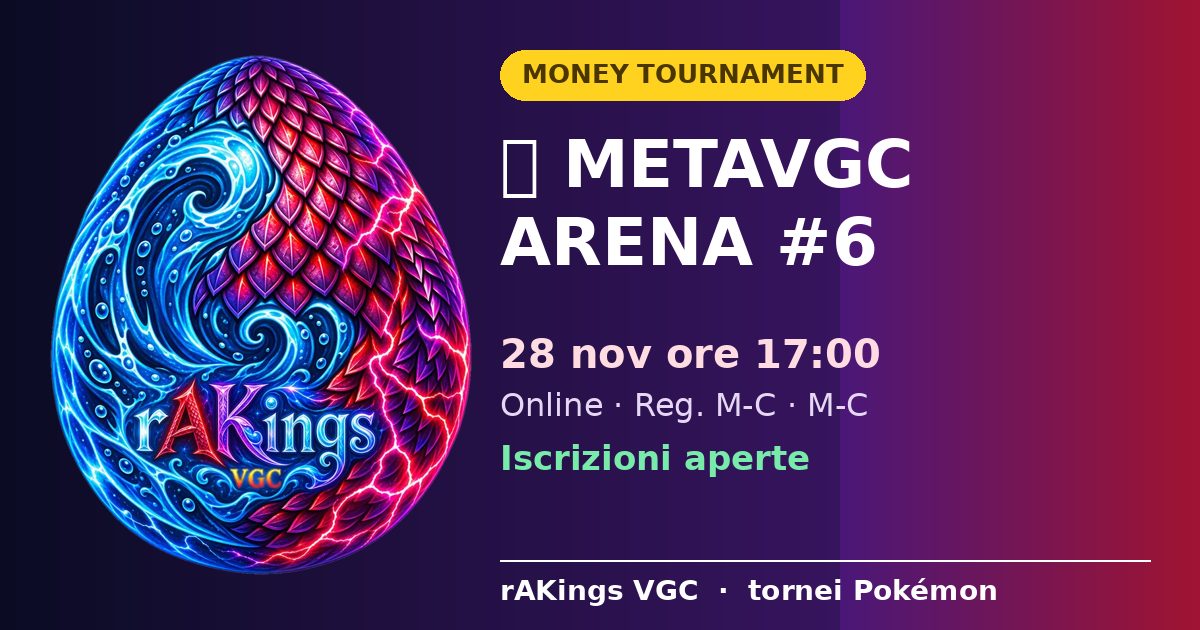 MONEY TOURNAMENT
METAVGC
ARENA #6
28 nov ore 17:00
Online · Reg. M-C · M-C
Iscrizioni aperte
rAKings
VGC
rAKings VGC · tornei Pokémon